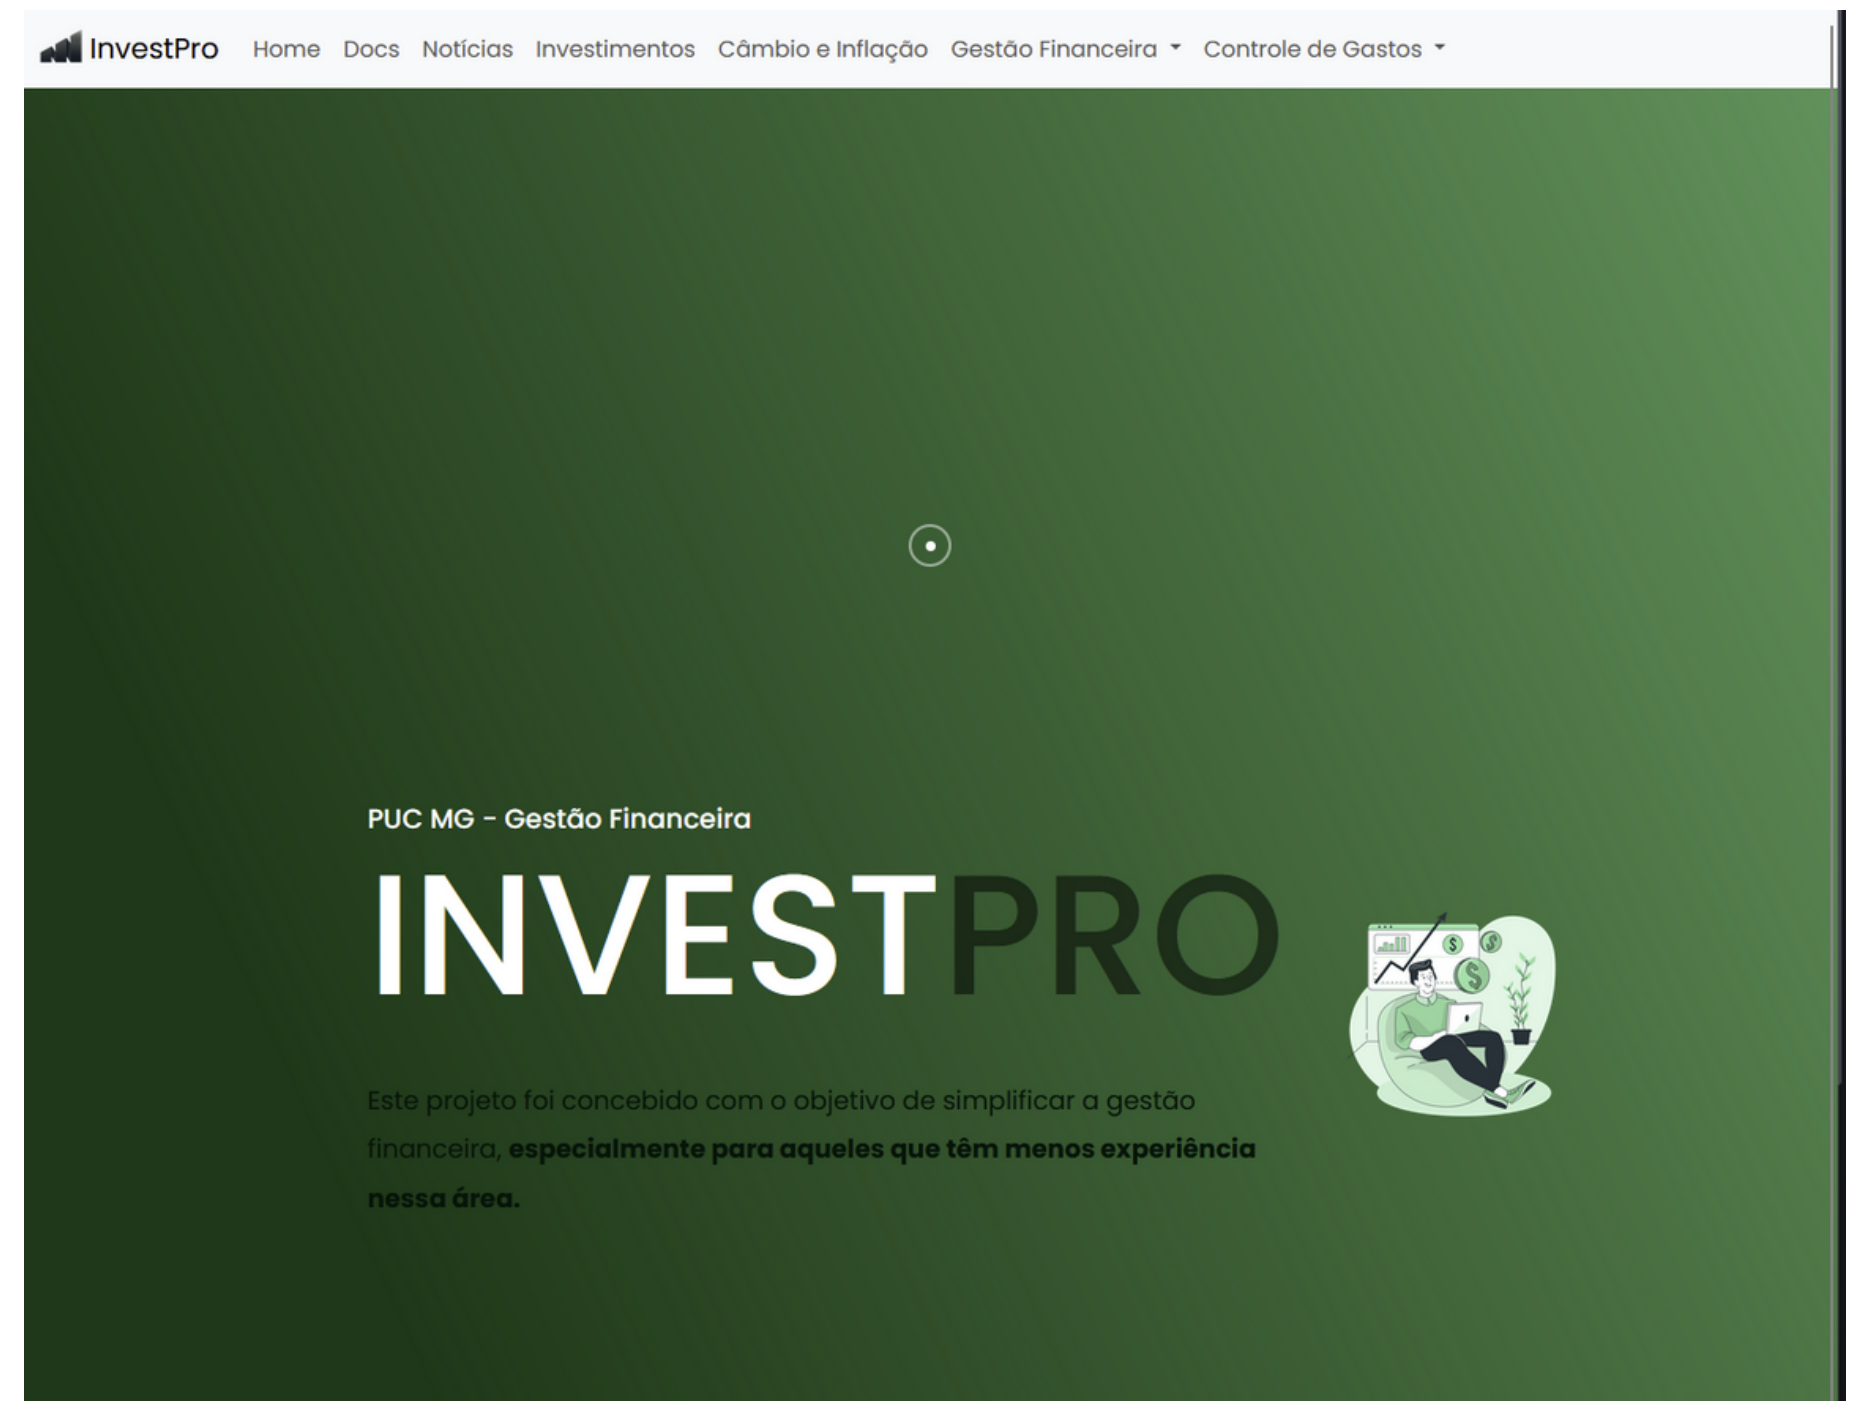 InvestPro Home Docs Notícias Investimentos Câmbio e Inflação Gestão Financeira Controle de Gastos
PUC MG - Gestão Financeira
INVESTPRO
Este projeto foi concebido com o objetivo de simplificar a gestão
financeira, especialmente para aqueles que têm menos experiência
nessa área.